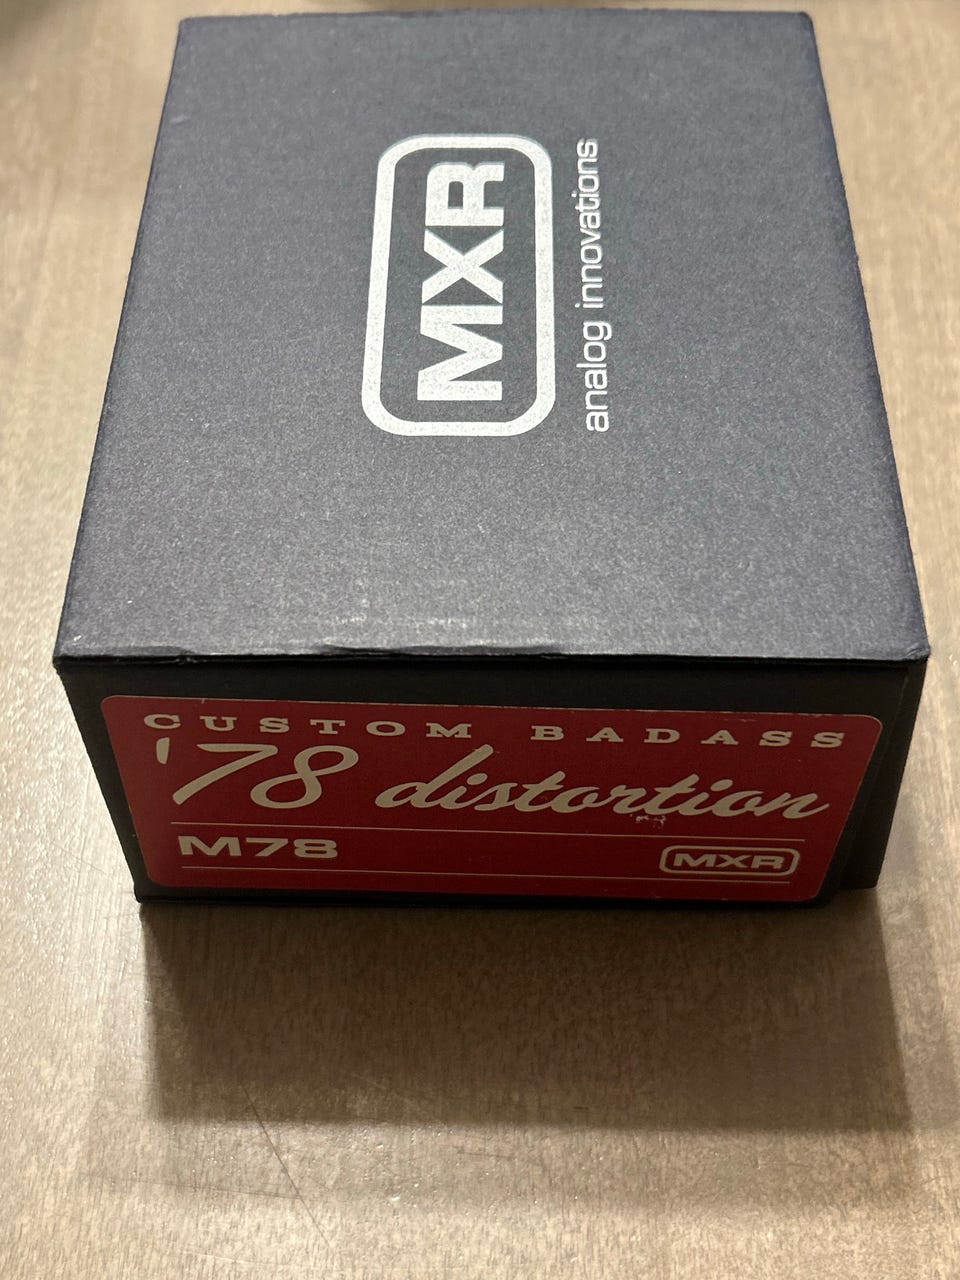 MXR
analog innovations
CUSTOM BADASS
'78 distortion
M78
MXR